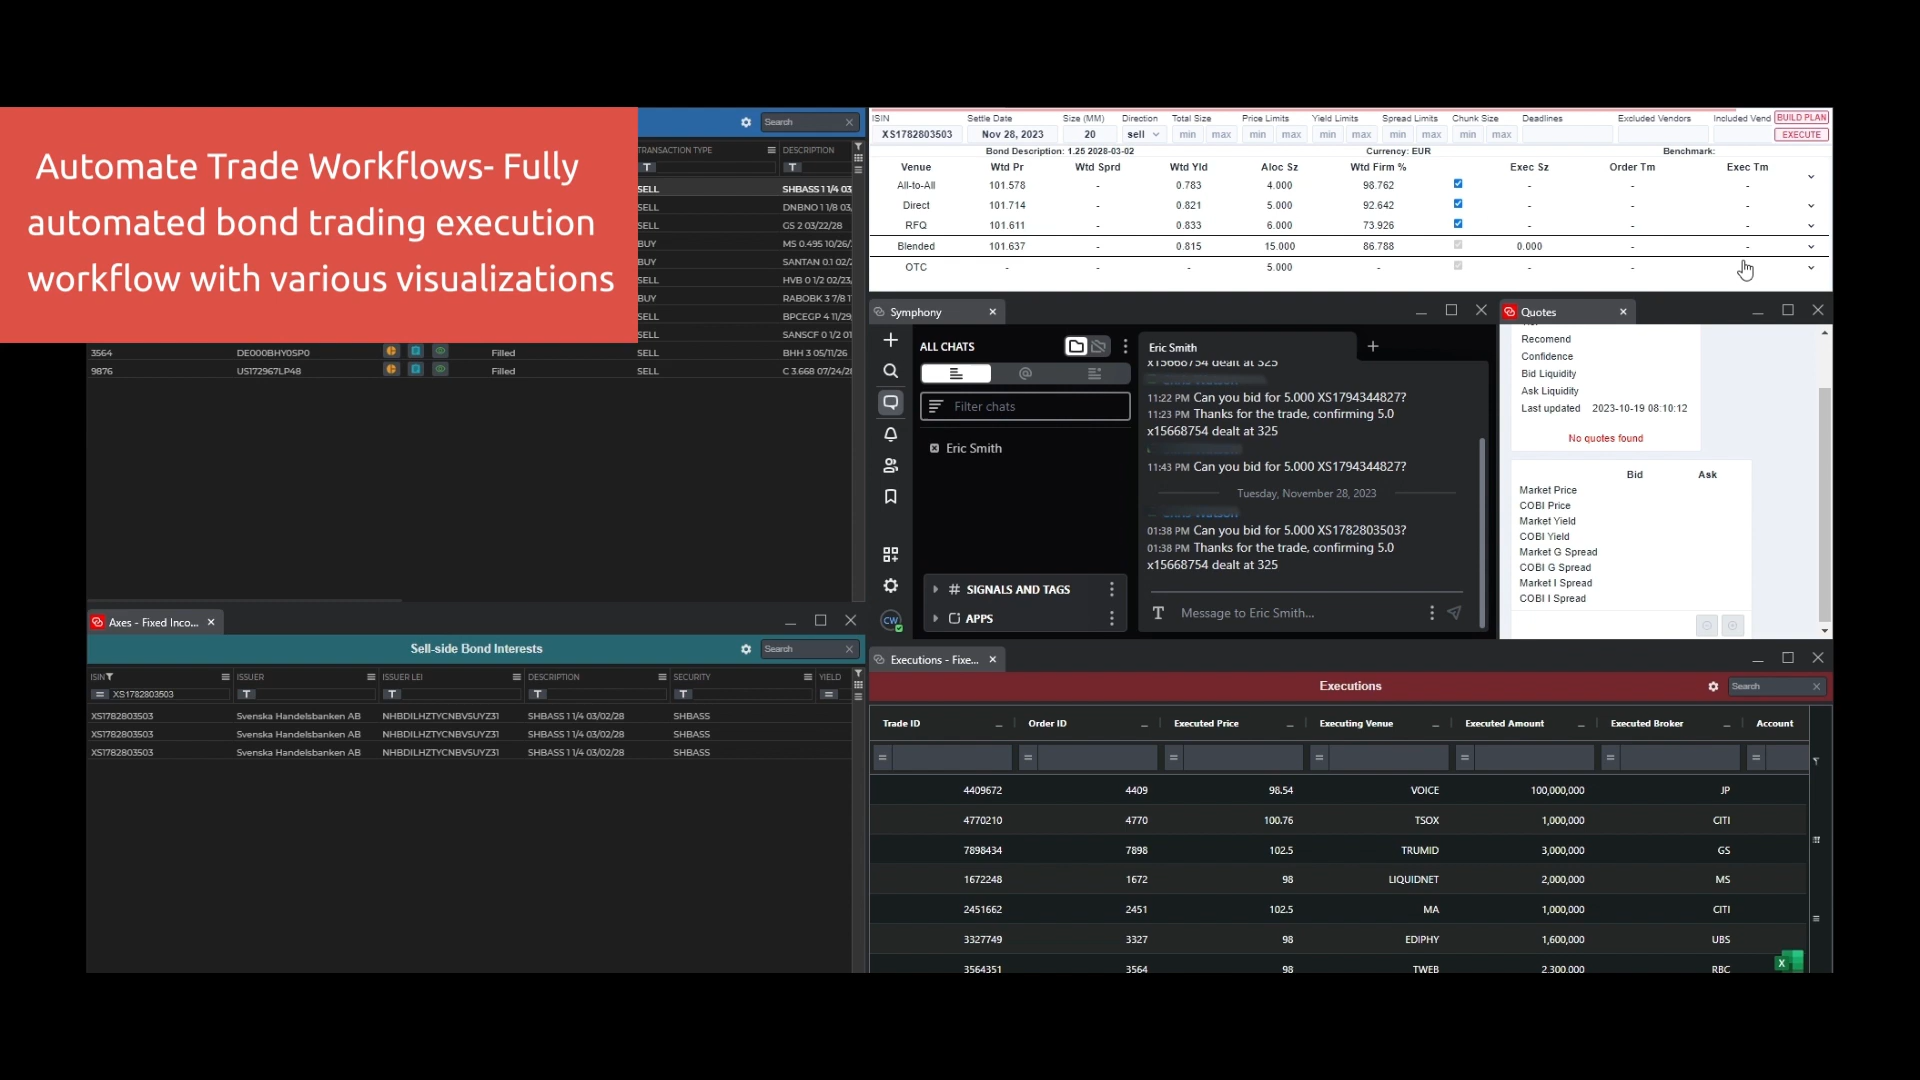 Automate Trade Workflows- Fully
automated bond trading execution
workflow with various visualizations
Search
TRANSACTION TYPE DESCRIPTION
SELL SHBASS 1 1/4 03
SELL DNBNO 1 1/8 03
SELL GS 2 03/22/28
BUY MS 0.495 10/26/
BUY SANTAN 0.1 02/
SELL HVB 0 1/2 02/23
BUY RABOBK 3 7/8 1
SELL BPCEGP 4 11/29
SELL SANSCF 0 1/2 01
3564 DE000BHY0SP0 Filled SELL BHH 3 05/11/26
9876 US172967LP48 Filled SELL C 3.668 07/24/28
ISIN Settle Date Size (MM) Direction Total Size Price Limits Yield Limits Spread Limits Chunk Size Deadlines Excluded Vendors Included Vend BUILD PLAN
XS1782803503 Nov 28, 2023 20 sell min max min max min max min max min max EXECUTE
Bond Description: 1.25 2028-03-02 Currency: EUR Benchmark:
Venue Wtd Pr Wtd Sprd Wtd Yld Aloc Sz Wtd Firm % Exec Sz Order Tm Exec Tm
All-to-All 101.578 - 0.783 4.000 98.762 - - -
Direct 101.714 - 0.821 5.000 92.642 - - -
RFQ 101.611 - 0.833 6.000 73.926 - - -
Blended 101.637 - 0.815 15.000 86.788 0.000 - -
OTC - - - 5.000 - - - -
Symphony
ALL CHATS
@
Filter chats
Eric Smith
SIGNALS AND TAGS
APPS
CW
Eric Smith
x15668754 dealt at 325
11:22 PM Can you bid for 5.000 XS1794344827?
11:23 PM Thanks for the trade, confirming 5.0
x15668754 dealt at 325
11:43 PM Can you bid for 5.000 XS1794344827?
Tuesday, November 28, 2023
01:38 PM Can you bid for 5.000 XS1782803503?
01:38 PM Thanks for the trade, confirming 5.0
x15668754 dealt at 325
Message to Eric Smith...
Quotes
Recomend
Confidence
Bid Liquidity
Ask Liquidity
Last updated 2023-10-19 08:10:12
No quotes found
Bid Ask
Market Price
COBI Price
Market Yield
COBI Yield
Market G Spread
COBI G Spread
Market I Spread
COBI I Spread
Axes - Fixed Inco...
Sell-side Bond Interests
Search
ISIN ISSUER ISSUER LEI DESCRIPTION SECURITY YIELD
XS1782803503
XS1782803503 Svenska Handelsbanken AB NHBDILHZTYCNBV5UYZ31 SHBASS 1 1/4 03/02/28 SHBASS
XS1782803503 Svenska Handelsbanken AB NHBDILHZTYCNBV5UYZ31 SHBASS 1 1/4 03/02/28 SHBASS
XS1782803503 Svenska Handelsbanken AB NHBDILHZTYCNBV5UYZ31 SHBASS 1 1/4 03/02/28 SHBASS
Executions - Fixe...
Executions
Search
Trade ID Order ID Executed Price Executing Venue Executed Amount Executed Broker Account
= = = = = = =
4409672 4409 98.54 VOICE 100,000,000 JP
4770210 4770 100.76 TSOX 1,000,000 CITI
7898434 7898 102.5 TRUMID 3,000,000 GS
1672248 1672 98 LIQUIDNET 2,000,000 MS
2451662 2451 102.5 MA 1,000,000 CITI
3327749 3327 98 EDIPHY 1,600,000 UBS
3564351 3564 98 TWEB 2,300,000 RBC